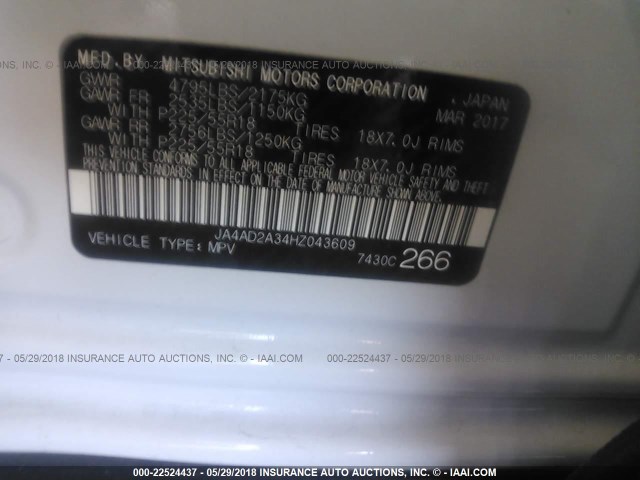 MFD.BY MITSUBISHI MOTORS CORPORATION
GVWR 4795LBS/2175KG , JAPAN
GAWR FR 2535LBS/1150KG MAR 2017
WITH P225/55R18 TIRES 18X7.0J RIMS
GAWR RR 2756LBS/1250KG
WITH P225/55R18 TIRES 18X7.0J RIMS
THIS VEHICLE CONFORMS TO ALL APPLICABLE FEDERAL MOTOR VEHICLE SAFETY AND THEFT
PREVENTION STANDARDS IN EFFECT ON THE DATE OF MANUFACTURE SHOWN ABOVE.
JA4AD2A34HZ043609
VEHICLE TYPE: MPV 7430C 266
37 - 05/29/2018 INSURANCE AUTO AUCTIONS, INC. © - IAAI.COM 000-22524437 - 05/29/2018 INSURANCE AUTO AUCTIONS, INC. © - IAAI.COM
000-22524437 - 05/29/2018 INSURANCE AUTO AUCTIONS, INC. © - IAAI.COM